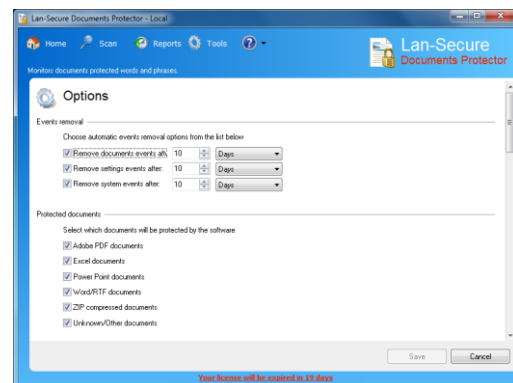 Lan-Secure Documents Protector - Local
Home Scan Reports Tools
Lan-Secure
Documents Protector
Monitors documents protected words and phrases
Options
Events removal
Choose automatic events removal options from the list below
Remove documents events aft 10 Days
Remove settings events after: 10 Days
Remove system events after: 10 Days
Protected documents
Select which documents will be protected by the software
Adobe PDF documents
Excel documents
Power Point documents
Word/RTF documents
ZIP compressed documents
Unknown/Other documents
Save Cancel
Your license will be expired in 19 days